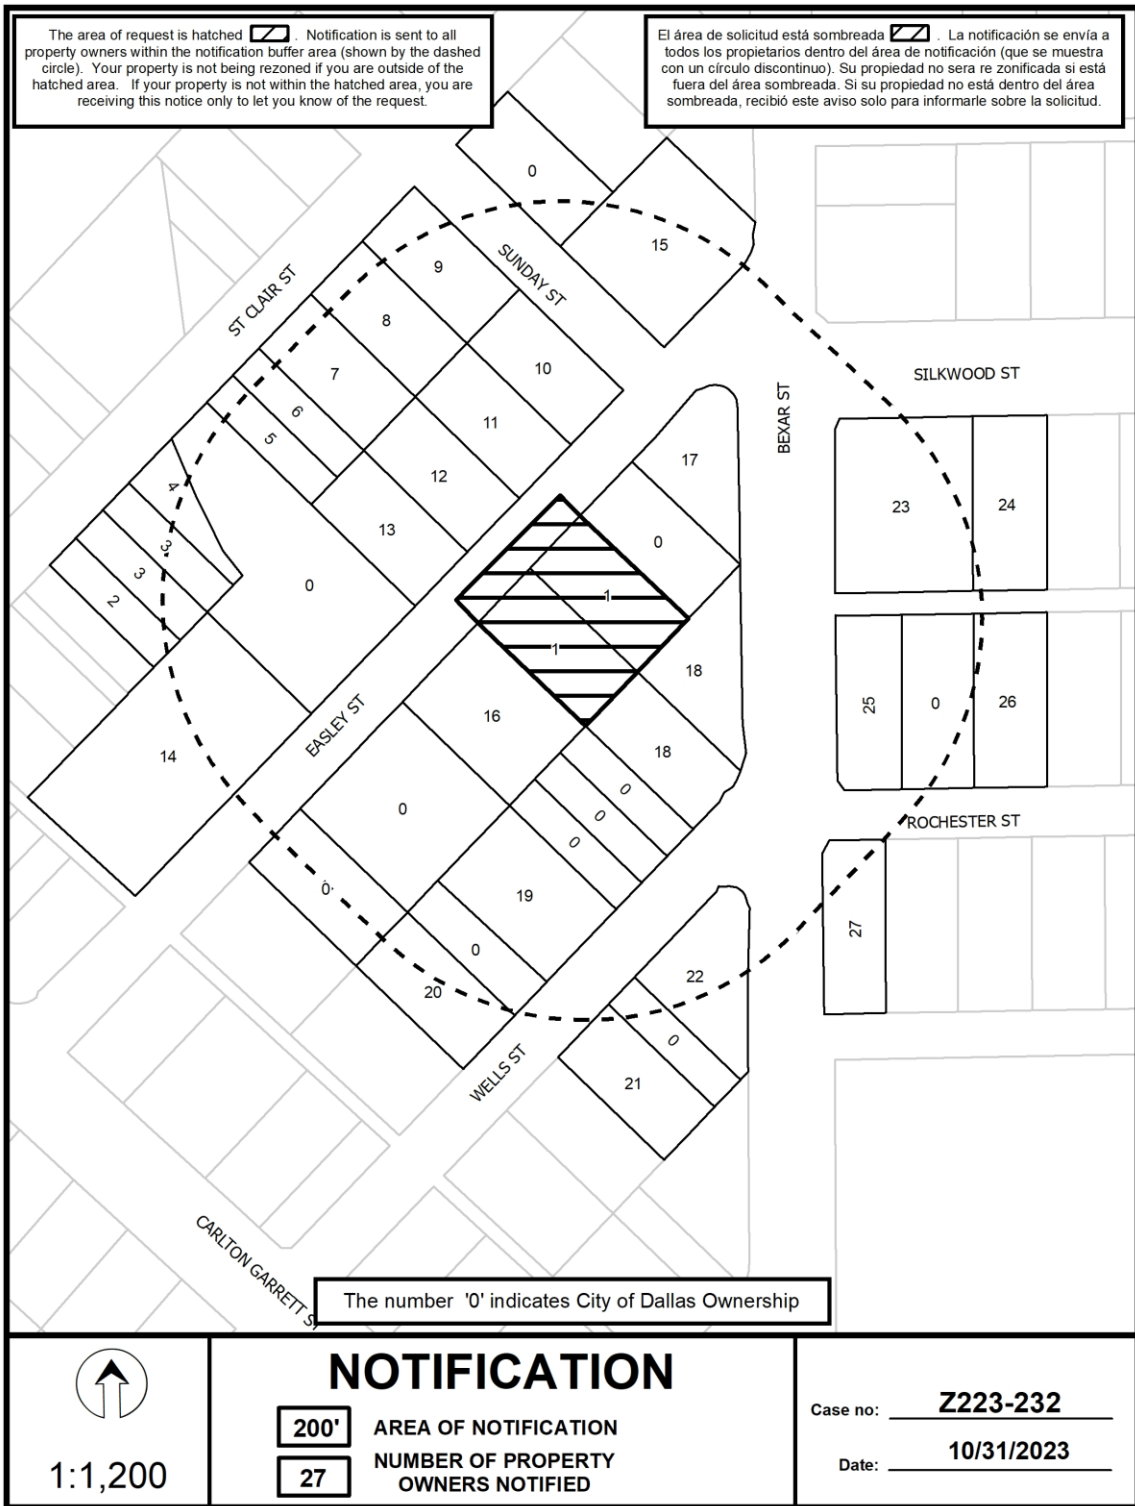 The area of request is hatched . Notification is sent to all
property owners within the notification buffer area (shown by the dashed
circle). Your property is not being rezoned if you are outside of the
hatched area. If your property is not within the hatched area, you are
receiving this notice only to let you know of the request.
El área de solicitud está sombreada . La notificación se envía a
todos los propietarios dentro del área de notificación (que se muestra
con un círculo discontinuo). Su propiedad no sera re zonificada si está
fuera del área sombreada. Si su propiedad no está dentro del área
sombreada, recibió este aviso solo para informarle sobre la solicitud.
0
15
SUNDAY ST
9
ST CLAIR ST
8
7
10
SILKWOOD ST
BEXAR ST
6
5
11
17
12
4
23
24
13
0
3
3
0
1
2
1
18
16
25
0
26
EASLEY ST
14
18
0
0
0
0
ROCHESTER ST
0
19
27
0
22
20
0
WELLS ST
21
CARLTON GARRETT ST
The number '0' indicates City of Dallas Ownership
1:1,200
NOTIFICATION
200' AREA OF NOTIFICATION
27 NUMBER OF PROPERTY
OWNERS NOTIFIED
Case no: Z223-232
Date: 10/31/2023